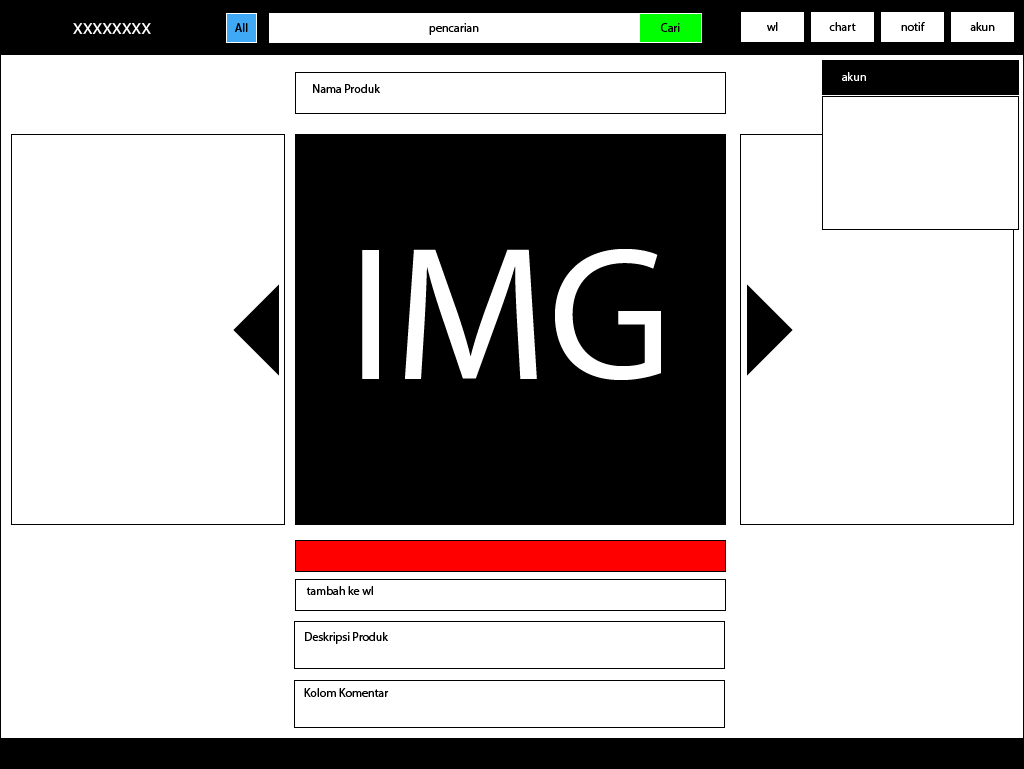 XXXXXXXX
All
pencarian
Cari
wl
chart
notif
akun
akun
Nama Produk
IMG
tambah ke wl
Deskripsi Produk
Kolom Komentar